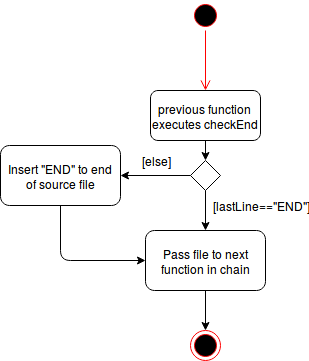 previous function
executes checkEnd
[else]
Insert "END" to end
of source file
[lastLine=="END"]
Pass file to next
function in chain